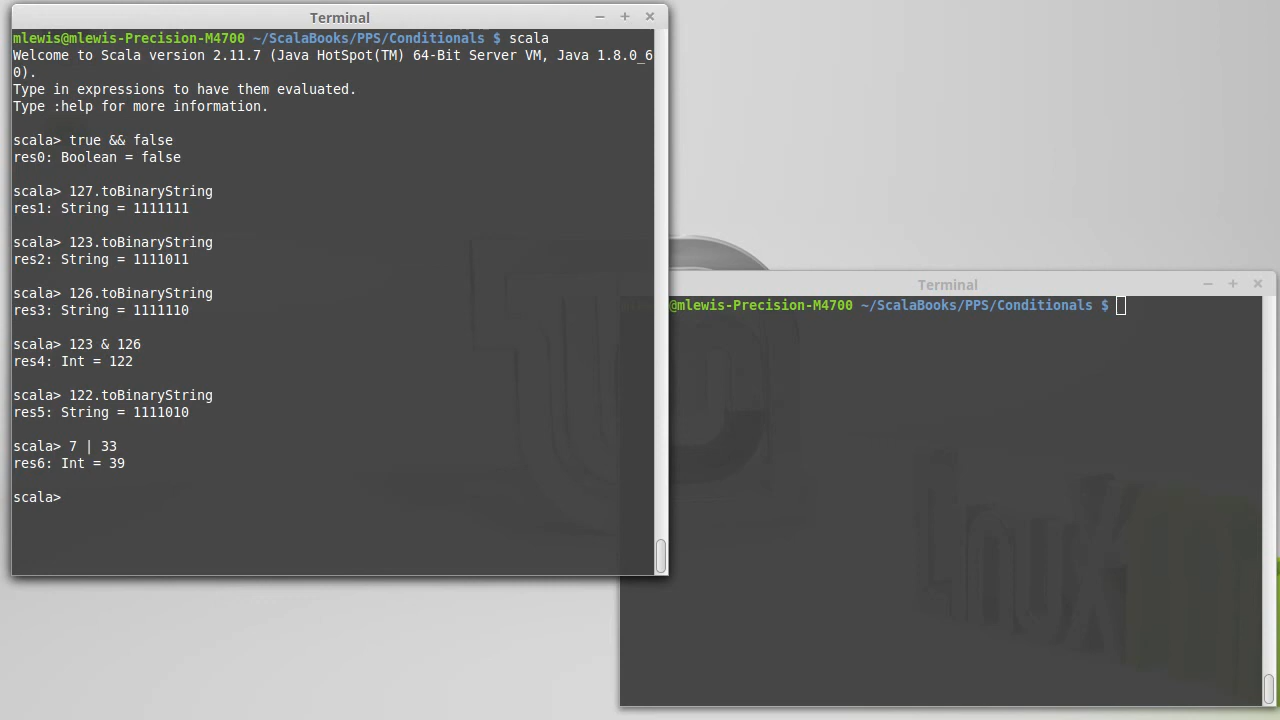 Terminal
mlewis@mlewis-Precision-M4700 ~/ScalaBooks/PPS/Conditionals $ scala
Welcome to Scala version 2.11.7 (Java HotSpot(TM) 64-Bit Server VM, Java 1.8.0_6
0).
Type in expressions to have them evaluated.
Type :help for more information.
scala> true && false
res0: Boolean = false
scala> 127.toBinaryString
res1: String = 1111111
scala> 123.toBinaryString
res2: String = 1111011
scala> 126.toBinaryString
res3: String = 1111110
scala> 123 & 126
res4: Int = 122
scala> 122.toBinaryString
res5: String = 1111010
scala> 7 | 33
res6: Int = 39
scala>
Terminal
@mlewis-Precision-M4700 ~/ScalaBooks/PPS/Conditionals $
Linux